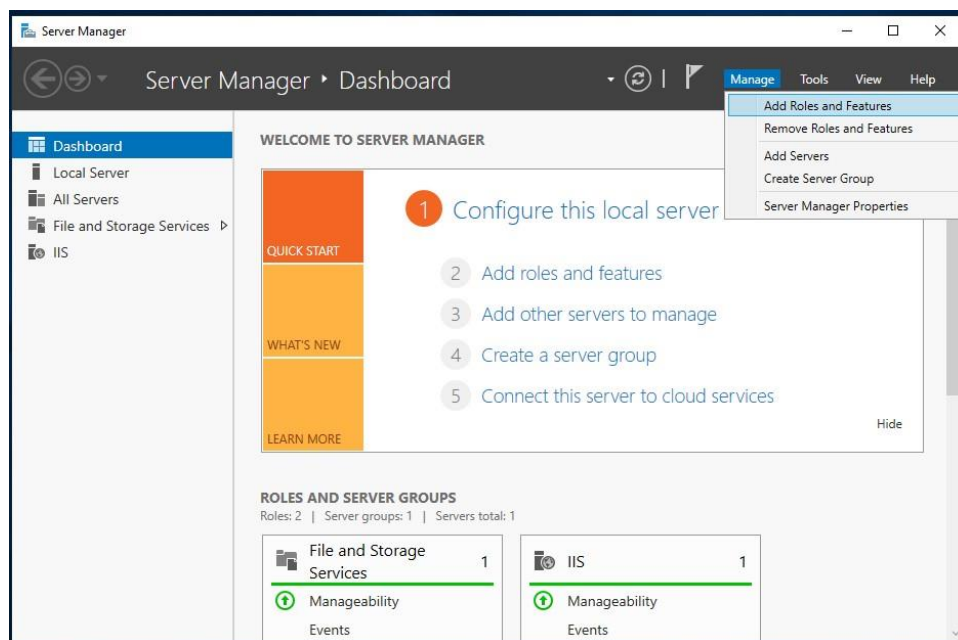 Server Manager
Server Manager • Dashboard
Manage Tools View Help
Add Roles and Features
Remove Roles and Features
Add Servers
Create Server Group
Server Manager Properties
Dashboard
Local Server
All Servers
File and Storage Services
IIS
WELCOME TO SERVER MANAGER
QUICK START
WHAT'S NEW
LEARN MORE
1 Configure this local server
2 Add roles and features
3 Add other servers to manage
4 Create a server group
5 Connect this server to cloud services
Hide
ROLES AND SERVER GROUPS
Roles: 2 | Server groups: 1 | Servers total: 1
File and Storage
Services
1
Manageability
Events
IIS 1
Manageability
Events